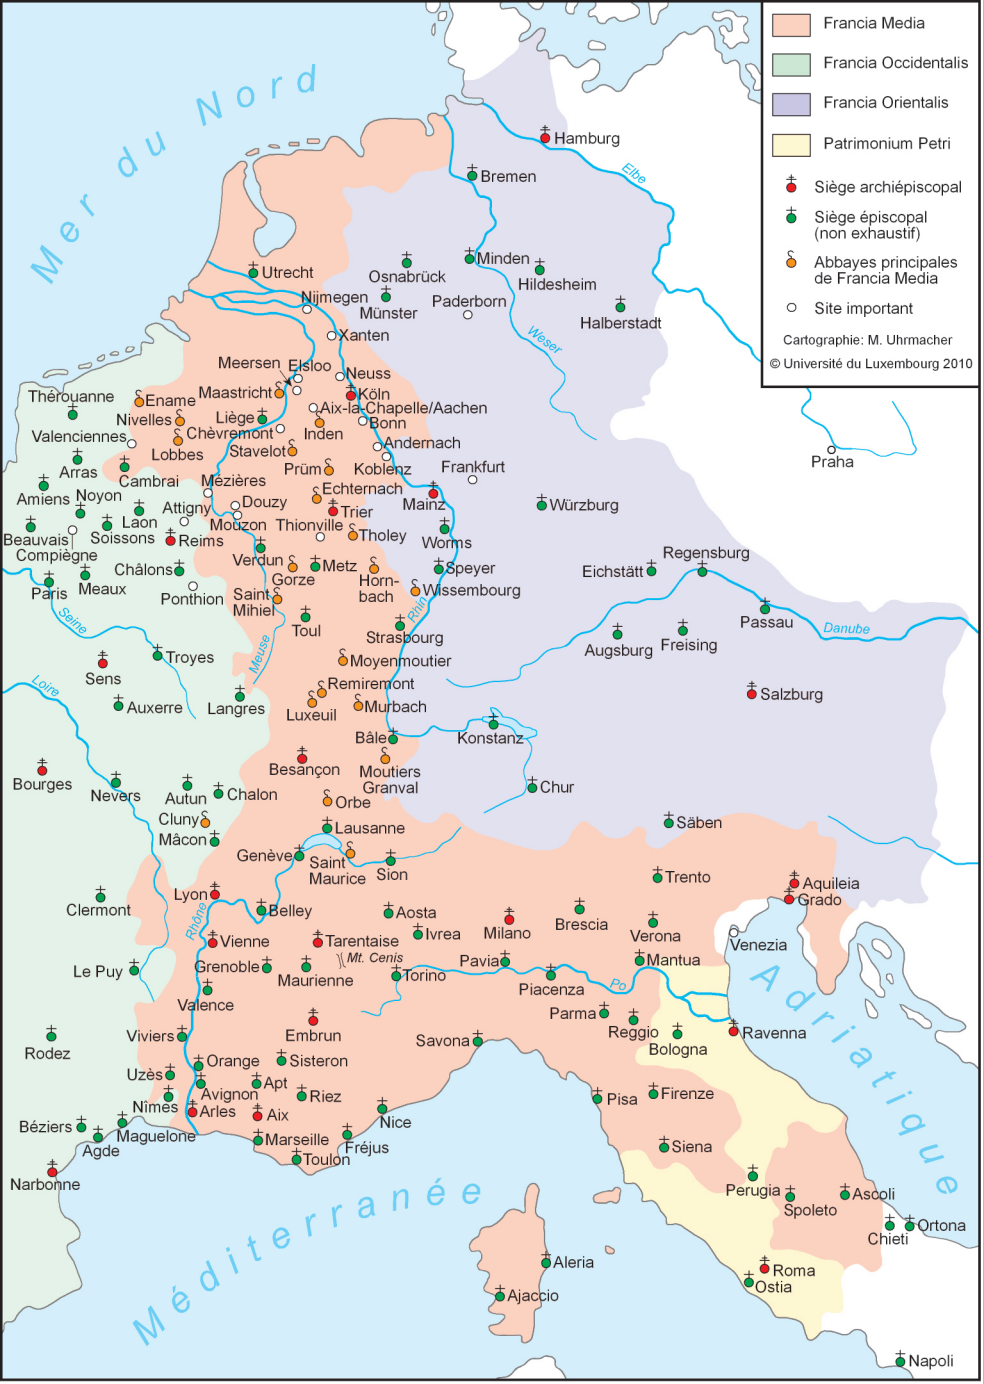 Francia Media
Francia Occidentalis
Francia Orientalis
Patrimonium Petri
Siège archiépiscopal
Siège épiscopal
(non exhaustif)
Abbayes principales
de Francia Media
Site important
Cartographie: M. Uhrmacher
© Université du Luxembourg 2010
Mer du Nord
Hamburg
Elbe
Bremen
Utrecht
Osnabrück
Minden
Hildesheim
Nijmegen
Münster
Paderborn
Halberstadt
Xanten
Weser
Meersen
Elsloo
Neuss
Maastricht
Köln
Thérouanne
Ename
Aix-la-Chapelle/Aachen
Nivelles
Liège
Bonn
Valenciennes
Chèvremont
Inden
Andernach
Lobbes
Stavelot
Praha
Arras
Cambrai
Prüm
Koblenz
Frankfurt
Mézières
Amiens
Noyon
Echternach
Attigny
Douzy
Mainz
Würzburg
Laon
Trier
Beauvais
Soissons
Mouzon
Thionville
Compiègne
Reims
Tholey
Worms
Verdun
Regensburg
Châlons
Metz
Speyer
Eichstätt
Gorze
Horn-
bach
Paris
Meaux
Ponthion
Saint
Mihiel
Wissembourg
Rhin
Passau
Seine
Toul
Strasbourg
Danube
Augsburg
Freising
Troyes
Meuse
Moyenmoutier
Sens
Loire
Remiremont
Salzburg
Auxerre
Langres
Luxeuil
Murbach
Bâle
Konstanz
Besançon
Moutiers
Granval
Bourges
Nevers
Autun
Chalon
Chur
Orbe
Cluny
Lausanne
Säben
Mâcon
Genève
Saint
Maurice
Sion
Trento
Aquileia
Lyon
Grado
Clermont
Belley
Aosta
Rhône
Milano
Brescia
Verona
Vienne
Tarentaise
Ivrea
Venezia
Mt. Cenis
Le Puy
Grenoble
Maurienne
Torino
Pavia
Mantua
Piacenza
Po
Valence
Adriatique
Parma
Viviers
Embrun
Savona
Reggio
Ravenna
Rodez
Bologna
Orange
Sisteron
Uzès
Avignon
Apt
Riez
Pisa
Firenze
Nîmes
Arles
Aix
Nice
Béziers
Maguelone
Marseille
Fréjus
Agde
Toulon
Siena
Narbonne
Perugia
Spoleto
Ascoli
Méditerranée
Ortona
Chieti
Aleria
Roma
Ostia
Ajaccio
Napoli